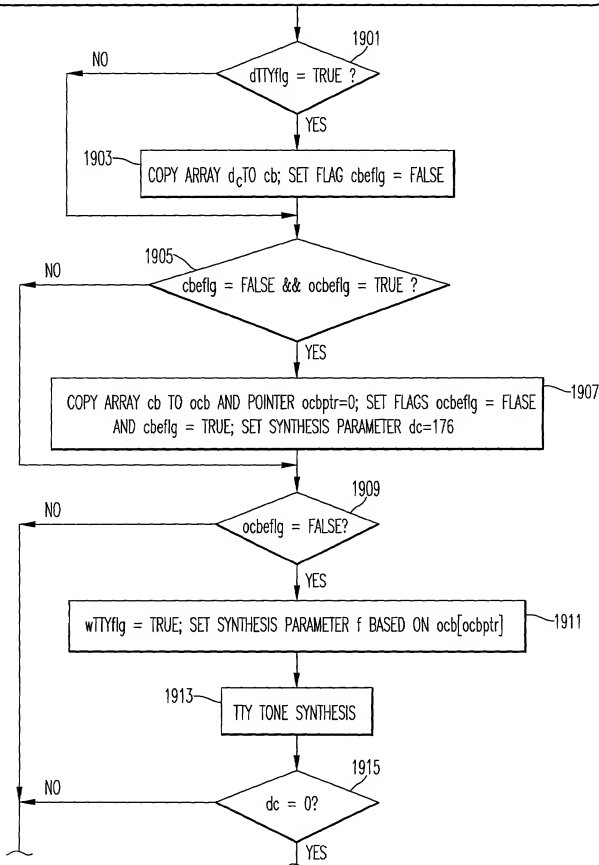 1901
NO
dTTYflg = TRUE ?
YES
1903
COPY ARRAY dc TO cb; SET FLAG cbeflg = FALSE
1905
NO
cbeflg = FALSE && ocbeflg = TRUE ?
YES
1907
COPY ARRAY cb TO ocb AND POINTER ocbptr=0; SET FLAGS ocbeflg = FLASE
AND cbeflg = TRUE; SET SYNTHESIS PARAMETER dc=176
1909
NO
ocbeflg = FALSE?
YES
wTTYflg = TRUE; SET SYNTHESIS PARAMETER f BASED ON ocb[ocbptr]
1911
1913
TTY TONE SYNTHESIS
1915
NO
dc = 0?
YES